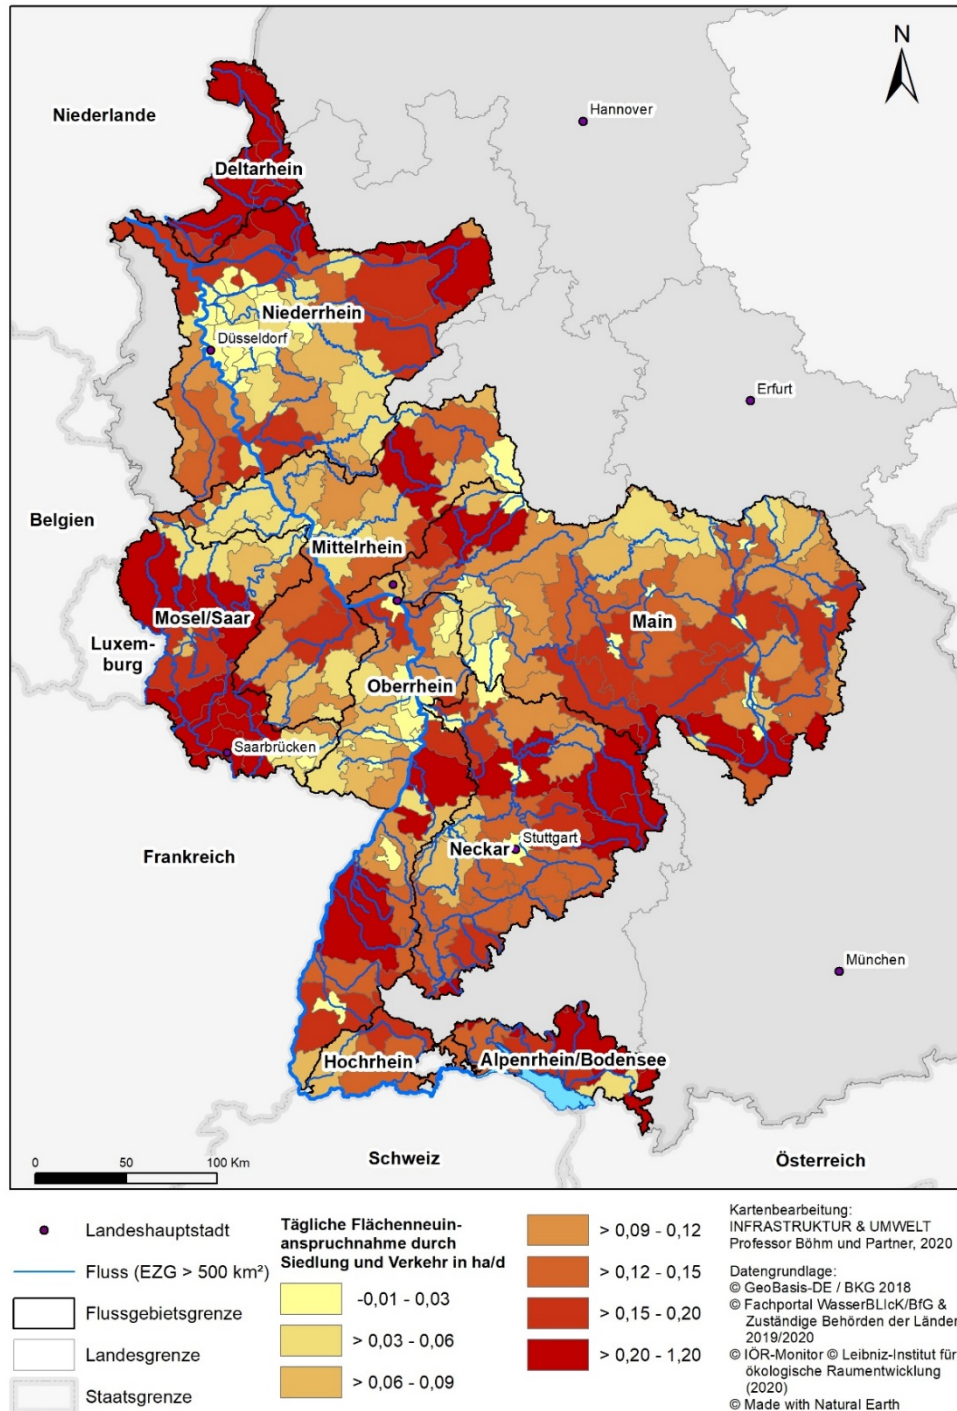 N
Hannover
Niederlande
Deltarhein
Niederrhein
Düsseldorf
Erfurt
Belgien
Mittelrhein
Mosel/Saar
Main
Luxem-
burg
Oberrhein
Saarbrücken
Frankreich
Neckar
Stuttgart
München
Hochrhein
Alpenrhein/Bodensee
Schweiz
Österreich
0 50 100 Km
Landeshauptstadt
Fluss (EZG > 500 km²)
Flussgebietsgrenze
Landesgrenze
Staatsgrenze
Tägliche Flächenneuin-
anspruchnahme durch
Siedlung und Verkehr in ha/d
-0,01 - 0,03
> 0,03 - 0,06
> 0,06 - 0,09
> 0,09 - 0,12
> 0,12 - 0,15
> 0,15 - 0,20
> 0,20 - 1,20
Kartenbearbeitung:
INFRASTRUKTUR & UMWELT
Professor Böhm und Partner, 2020
Datengrundlage:
© GeoBasis-DE / BKG 2018
© Fachportal WasserBLIcK/BfG &
Zuständige Behörden der Länder
2019/2020
© IÖR-Monitor © Leibniz-Institut für
ökologische Raumentwicklung
(2020)
© Made with Natural Earth